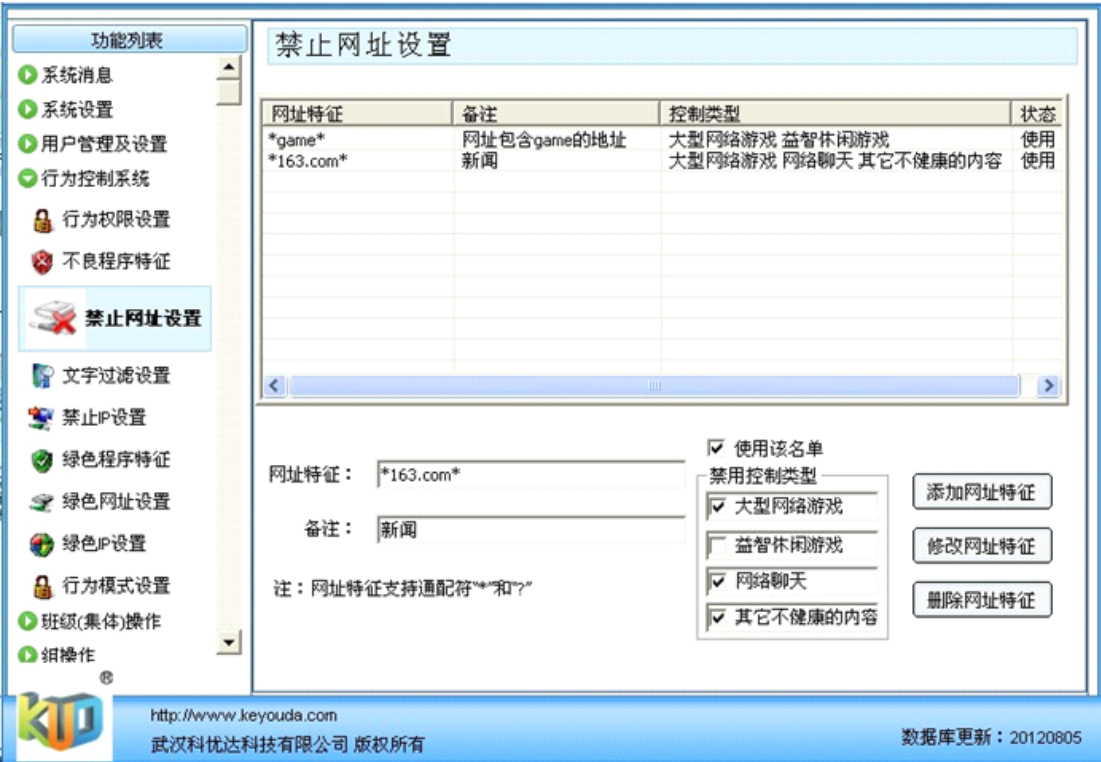 功能列表
系统消息
系统设置
用户管理及设置
行为控制系统
行为权限设置
不良程序特征
禁止网址设置
文字过滤设置
禁止IP设置
绿色程序特征
绿色网址设置
绿色IP设置
行为模式设置
班级(集体)操作
组操作
禁止网址设置
网址特征 备注 控制类型 状态
*game* 网址包含game的地址 大型网络游戏 益智休闲游戏 使用
*163.com* 新闻 大型网络游戏 网络聊天 其它不健康的内容 使用
网址特征： *163.com*
备注： 新闻
注：网址特征支持通配符"*"和"?"
使用该名单
禁用控制类型
大型网络游戏
益智休闲游戏
网络聊天
其它不健康的内容
添加网址特征
修改网址特征
删除网址特征
KYD ®
http://www.keyouda.com
武汉科优达科技有限公司 版权所有
数据库更新：20120805